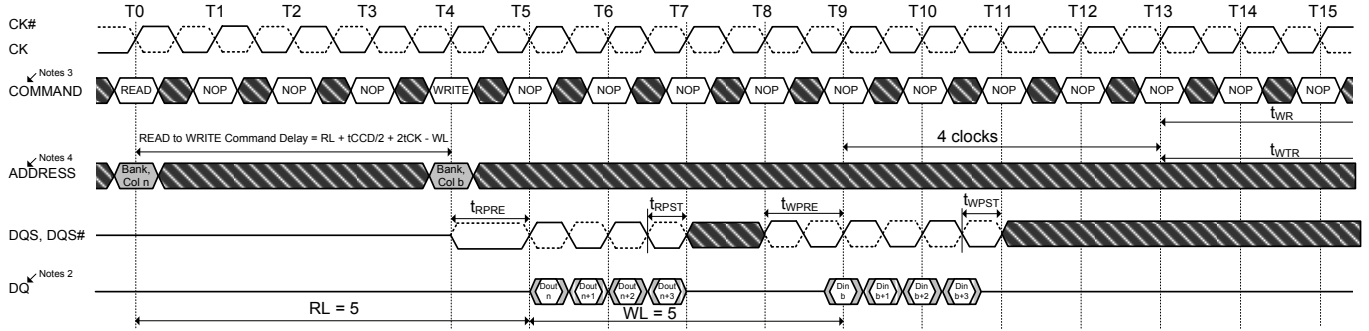 T0 T1 T2 T3 T4 T5 T6 T7 T8 T9 T10 T11 T12 T13 T14 T15
CK#
CK
Notes 3
COMMAND
READ NOP NOP NOP WRITE NOP NOP NOP NOP NOP NOP NOP NOP NOP NOP NOP
tWR
READ to WRITE Command Delay = RL + tCCD/2 + 2tCK - WL
4 clocks
Notes 4
ADDRESS
Bank, Col n
Bank, Col b
tWTR
tRPRE tRPST tWPRE tWPST
DQS, DQS#
Notes 2
DQ
Dout n Dout n+1 Dout n+2 Dout n+3 Din b Din b+1 Din b+2 Din b+3
RL = 5 WL = 5